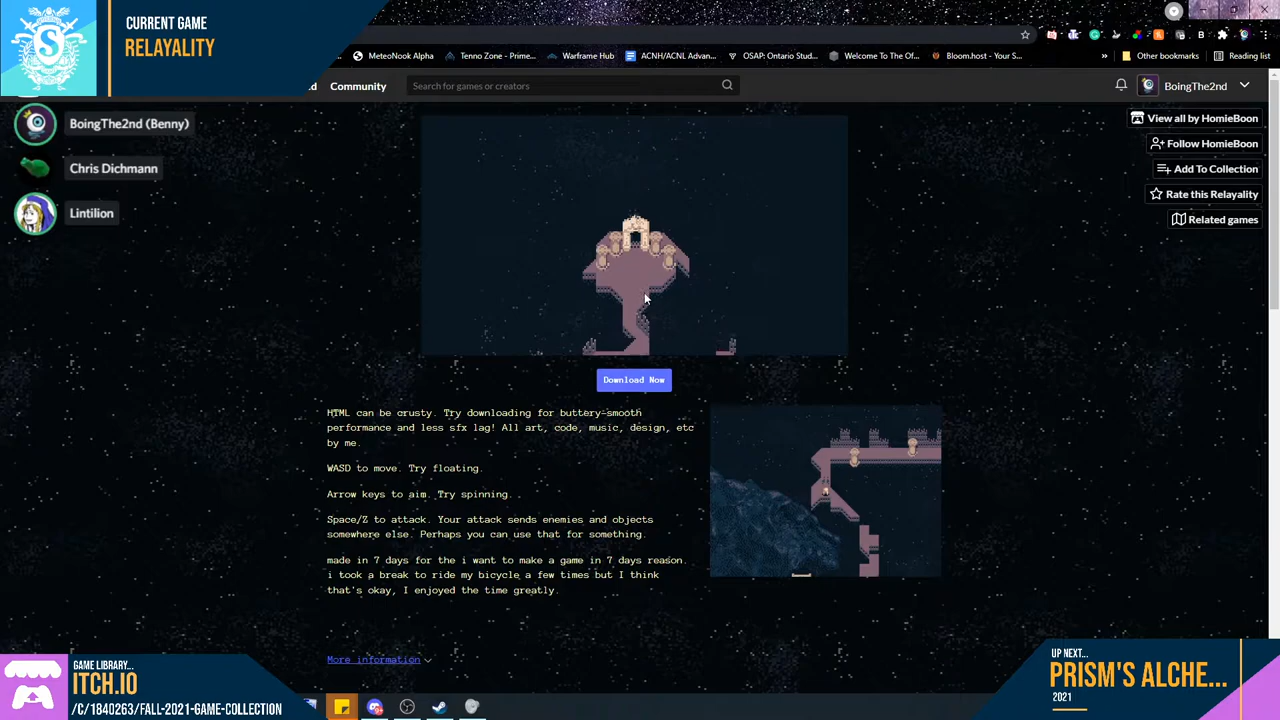 CURRENT GAME
RELAYALITY
MeteoNook Alpha
Tenno Zone - Prime...
Warframe Hub
ACNH/ACNL Advan...
OSAP: Ontario Stud...
Welcome To The Of...
Bloom.host - Your S...
»
Other bookmarks
Reading list
d
Community
Search for games or creators
BoingThe2nd
BoingThe2nd (Benny)
Chris Dichmann
Lintilion
View all by HomieBoon
Follow HomieBoon
Add To Collection
Rate this Relayality
Related games
Download Now
HTML can be crusty. Try downloading for buttery-smooth
performance and less sfx lag! All art, code, music, design, etc
by me.
WASD to move. Try floating.
Arrow keys to aim. Try spinning.
Space/Z to attack. Your attack sends enemies and objects
somewhere else. Perhaps you can use that for something.
made in 7 days for the i want to make a game in 7 days reason.
i took a break to ride my bicycle a few times but I think
that's okay, I enjoyed the time greatly.
More information
GAME LIBRARY...
ITCH.IO
/C/1840263/FALL-2021-GAME-COLLECTION
UP NEXT...
PRISM'S ALCHE...
2021